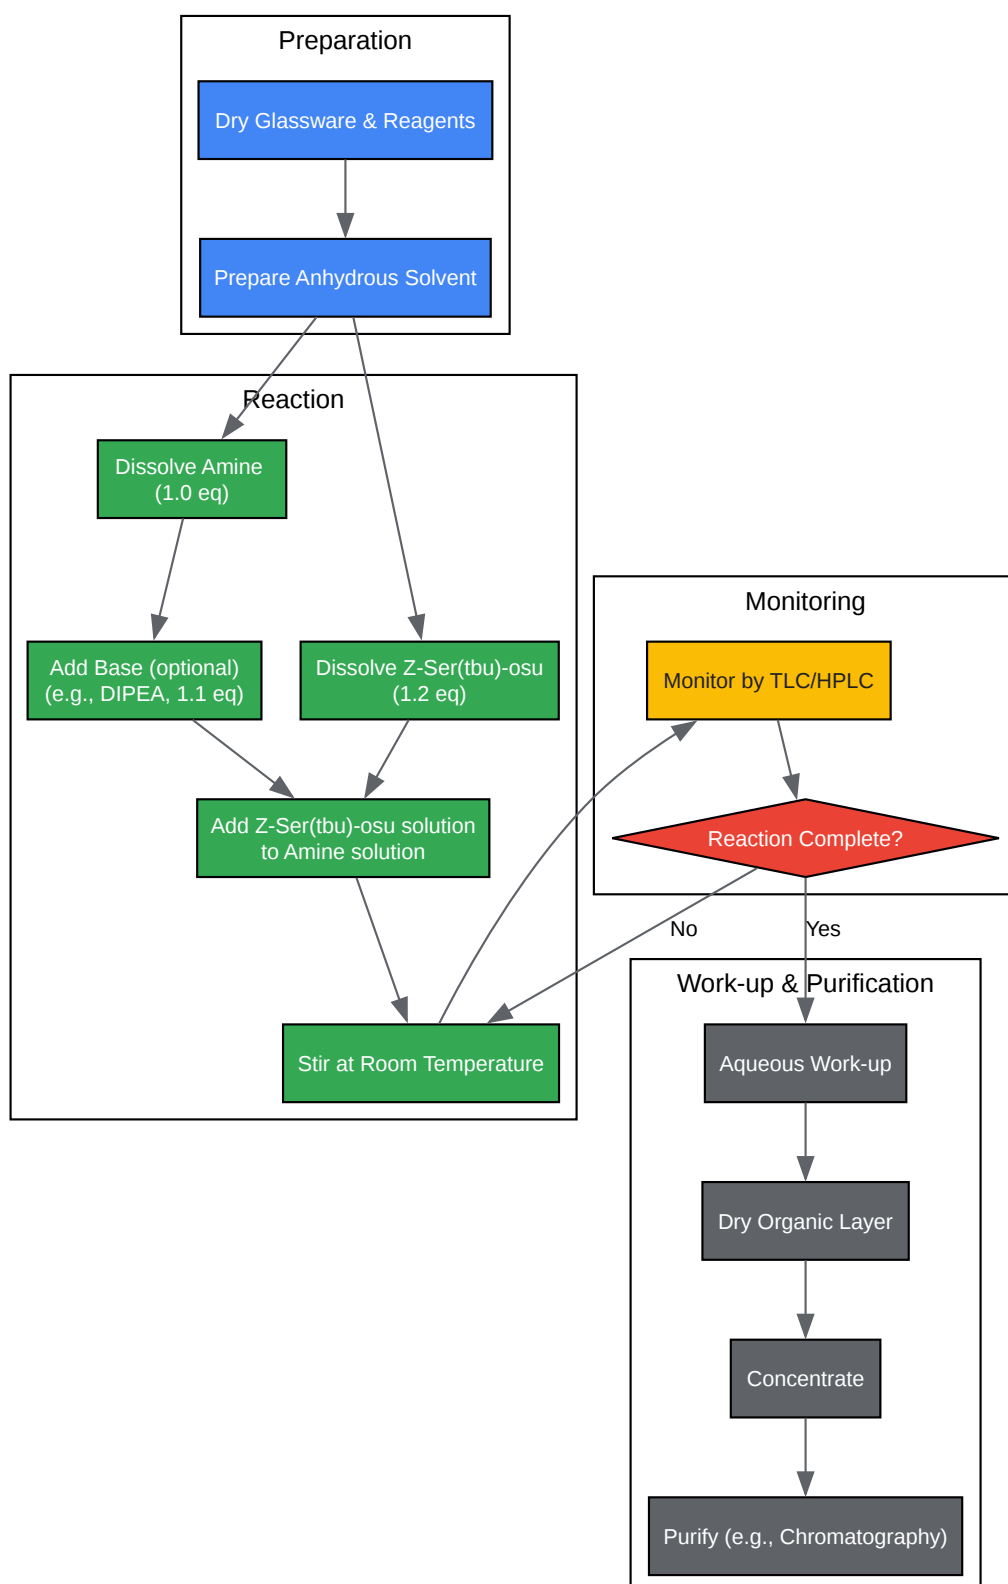 Preparation
Dry Glassware & Reagents
Prepare Anhydrous Solvent
Reaction
Dissolve Amine
(1.0 eq)
Add Base (optional)
(e.g., DIPEA, 1.1 eq)
Dissolve Z-Ser(tbu)-osu
(1.2 eq)
Add Z-Ser(tbu)-osu solution
to Amine solution
Stir at Room Temperature
Monitoring
Monitor by TLC/HPLC
Reaction Complete?
No
Yes
Work-up & Purification
Aqueous Work-up
Dry Organic Layer
Concentrate
Purify (e.g., Chromatography)